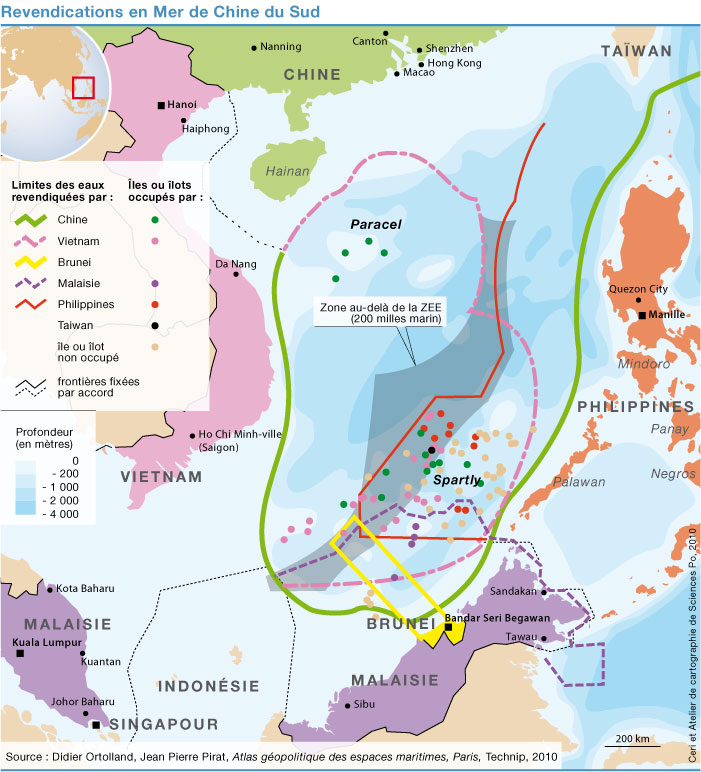 Revendications en Mer de Chine du Sud
Canton
Nanning
Shenzhen
Hong Kong
Macao
CHINE
TAÏWAN
Hanoi
Haiphong
Hainan
Limites des eaux
revendiquées par :
Îles ou îlots
occupés par :
Chine
Vietnam
Brunei
Malaisie
Philippines
Taiwan
île ou îlot
non occupé
frontières fixées
par accord
Paracel
Da Nang
Zone au-delà de la ZEE
(200 milles marin)
Quezon City
Manille
Mindoro
PHILIPPINES
Panay
Negros
Palawan
Profondeur
(en mètres)
0
- 200
- 1 000
- 2 000
- 4 000
Ho Chi Minh-ville
(Saigon)
VIETNAM
Spartly
Kota Baharu
MALAISIE
Kuala Lumpur
Kuantan
Johor Baharu
SINGAPOUR
INDONÉSIE
Sandakan
BRUNEI
Bandar Seri Begawan
Tawau
MALAISIE
Sibu
200 km
Ceri et Atelier de cartographie de Sciences Po, 2010
Source : Didier Ortolland, Jean Pierre Pirat, Atlas géopolitique des espaces maritimes, Paris, Technip, 2010